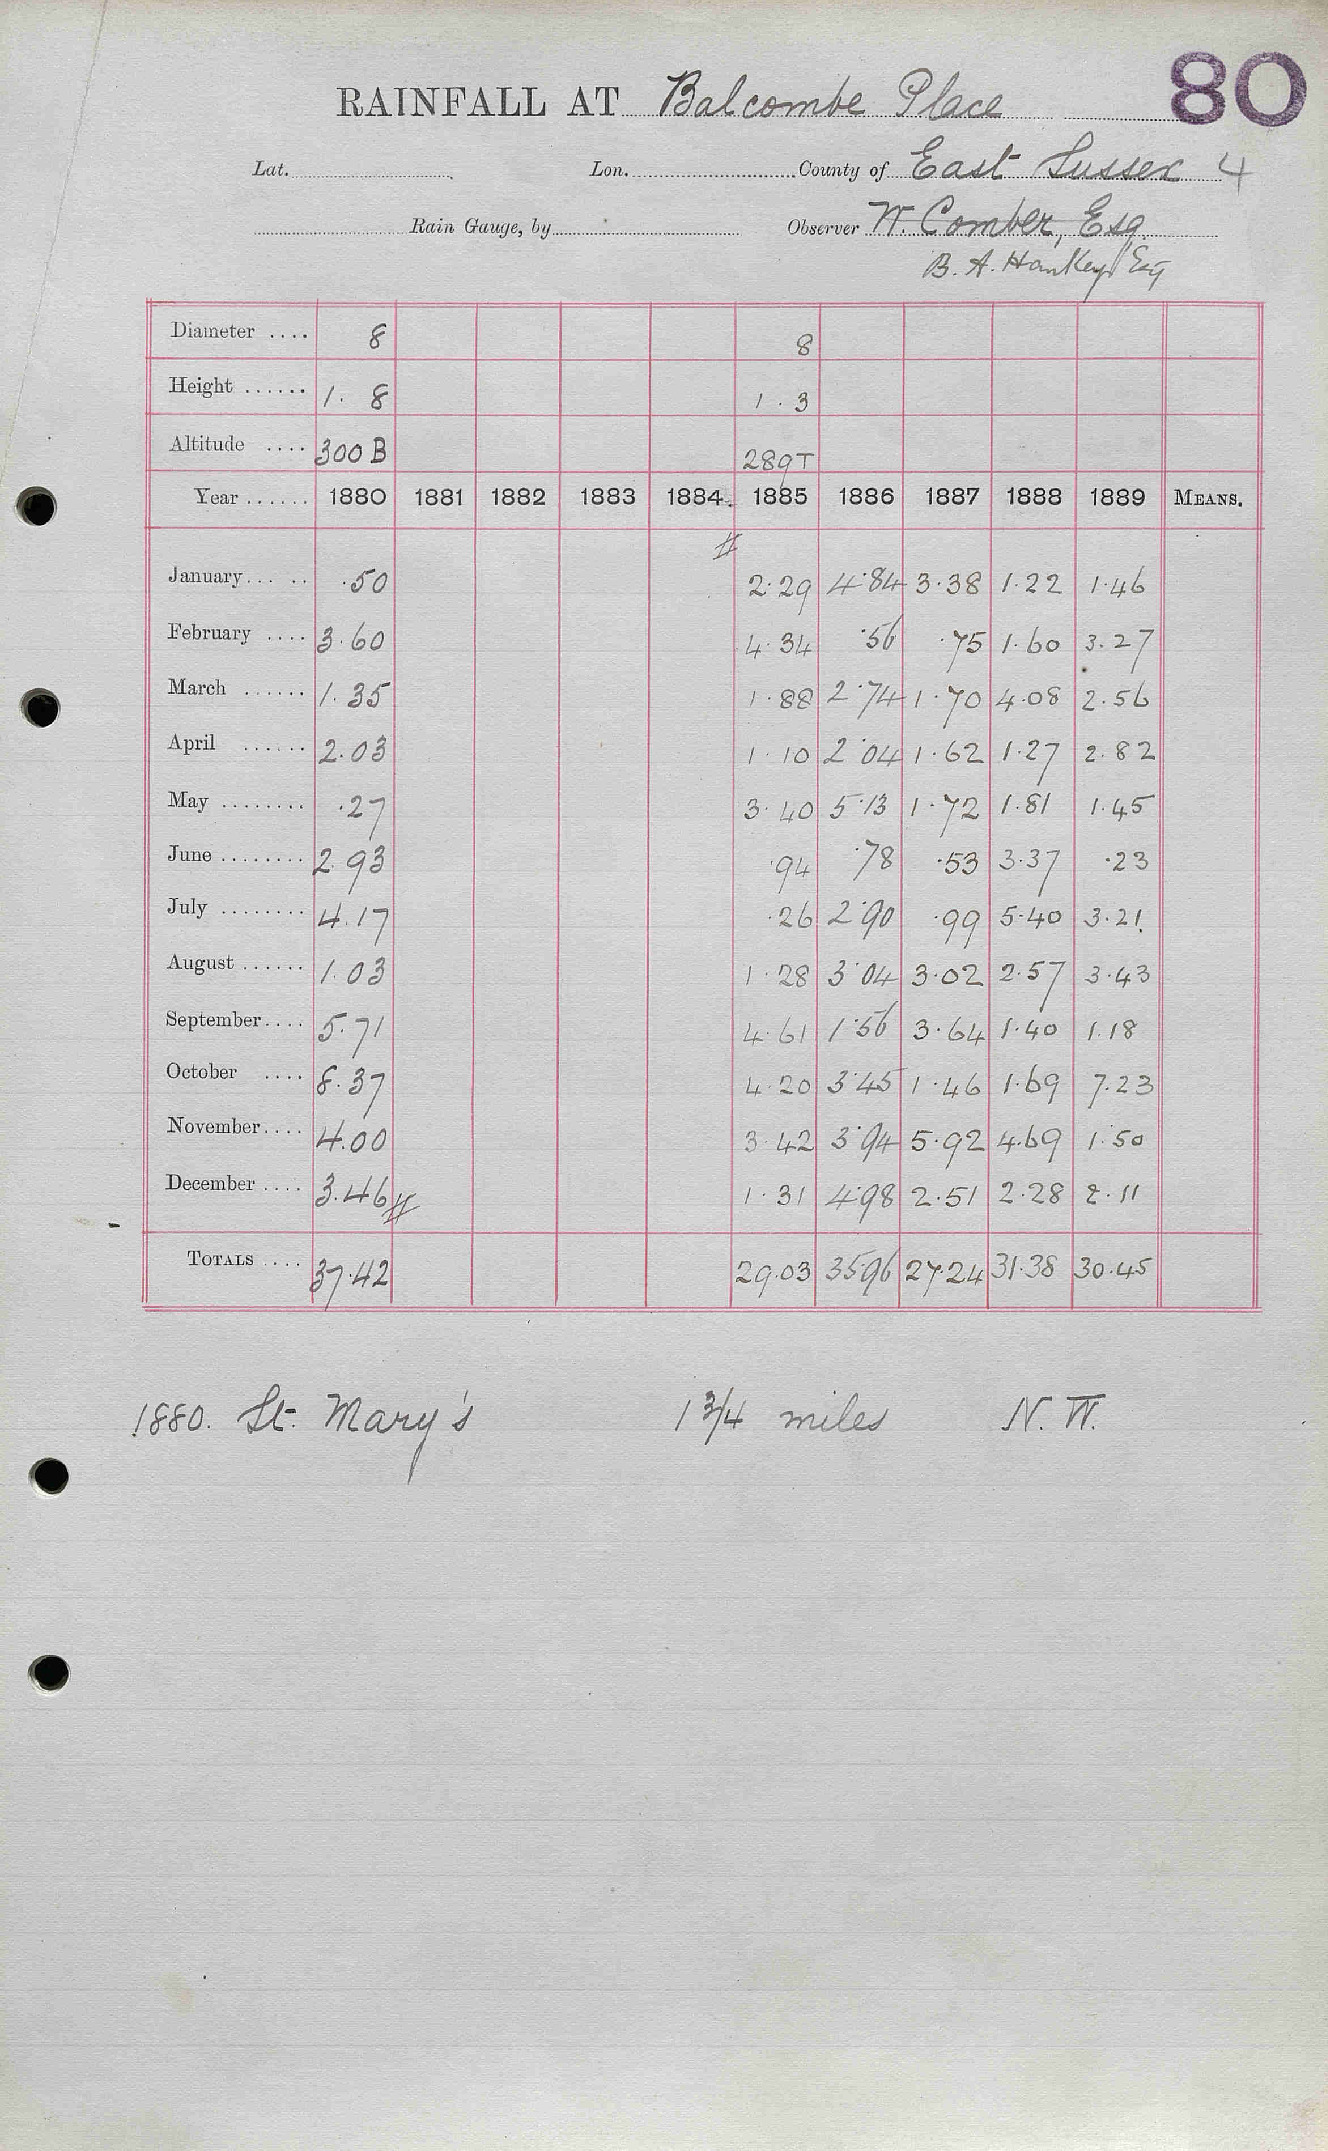 80
RAINFALL AT Balcombe Place
Lat. Lon. County of East Sussex 4
Rain Gauge, by Observer W. Comber, Esq.
B. A. Hankey Esq
Diameter .... 8 8
Height ...... 1. 8 1 . 3
Altitude .... 300 B 289 T
Year ...... 1880 1881 1882 1883 1884. 1885 1886 1887 1888 1889 MEANS.
January... .. .50 2.29 4.84 3.38 1.22 1.46
February .... 3.60 4.34 .56 .75 1.60 3.27
March ...... 1.35 1.88 2.74 1.70 4.08 2.56
April ...... 2.03 1.10 2.04 1.62 1.27 2.82
May ........ .27 3.40 5.13 1.72 1.81 1.45
June ........ 2.93 .94 .78 .53 3.37 .23
July ........ 4.17 .26 2.90 .99 5.40 3.21
August ...... 1.03 1.28 3.04 3.02 2.57 3.43
September.... 5.71 4.61 1.56 3.64 1.40 1.18
October .... 8.37 4.20 3.45 1.46 1.69 7.23
November.... 4.00 3.42 3.94 5.92 4.69 1.50
December .... 3.46 1.31 4.98 2.51 2.28 2.11
TOTALS .... 37.42 29.03 35.96 27.24 31.38 30.45
1880. St. Mary's 1 3/4 miles N. W.